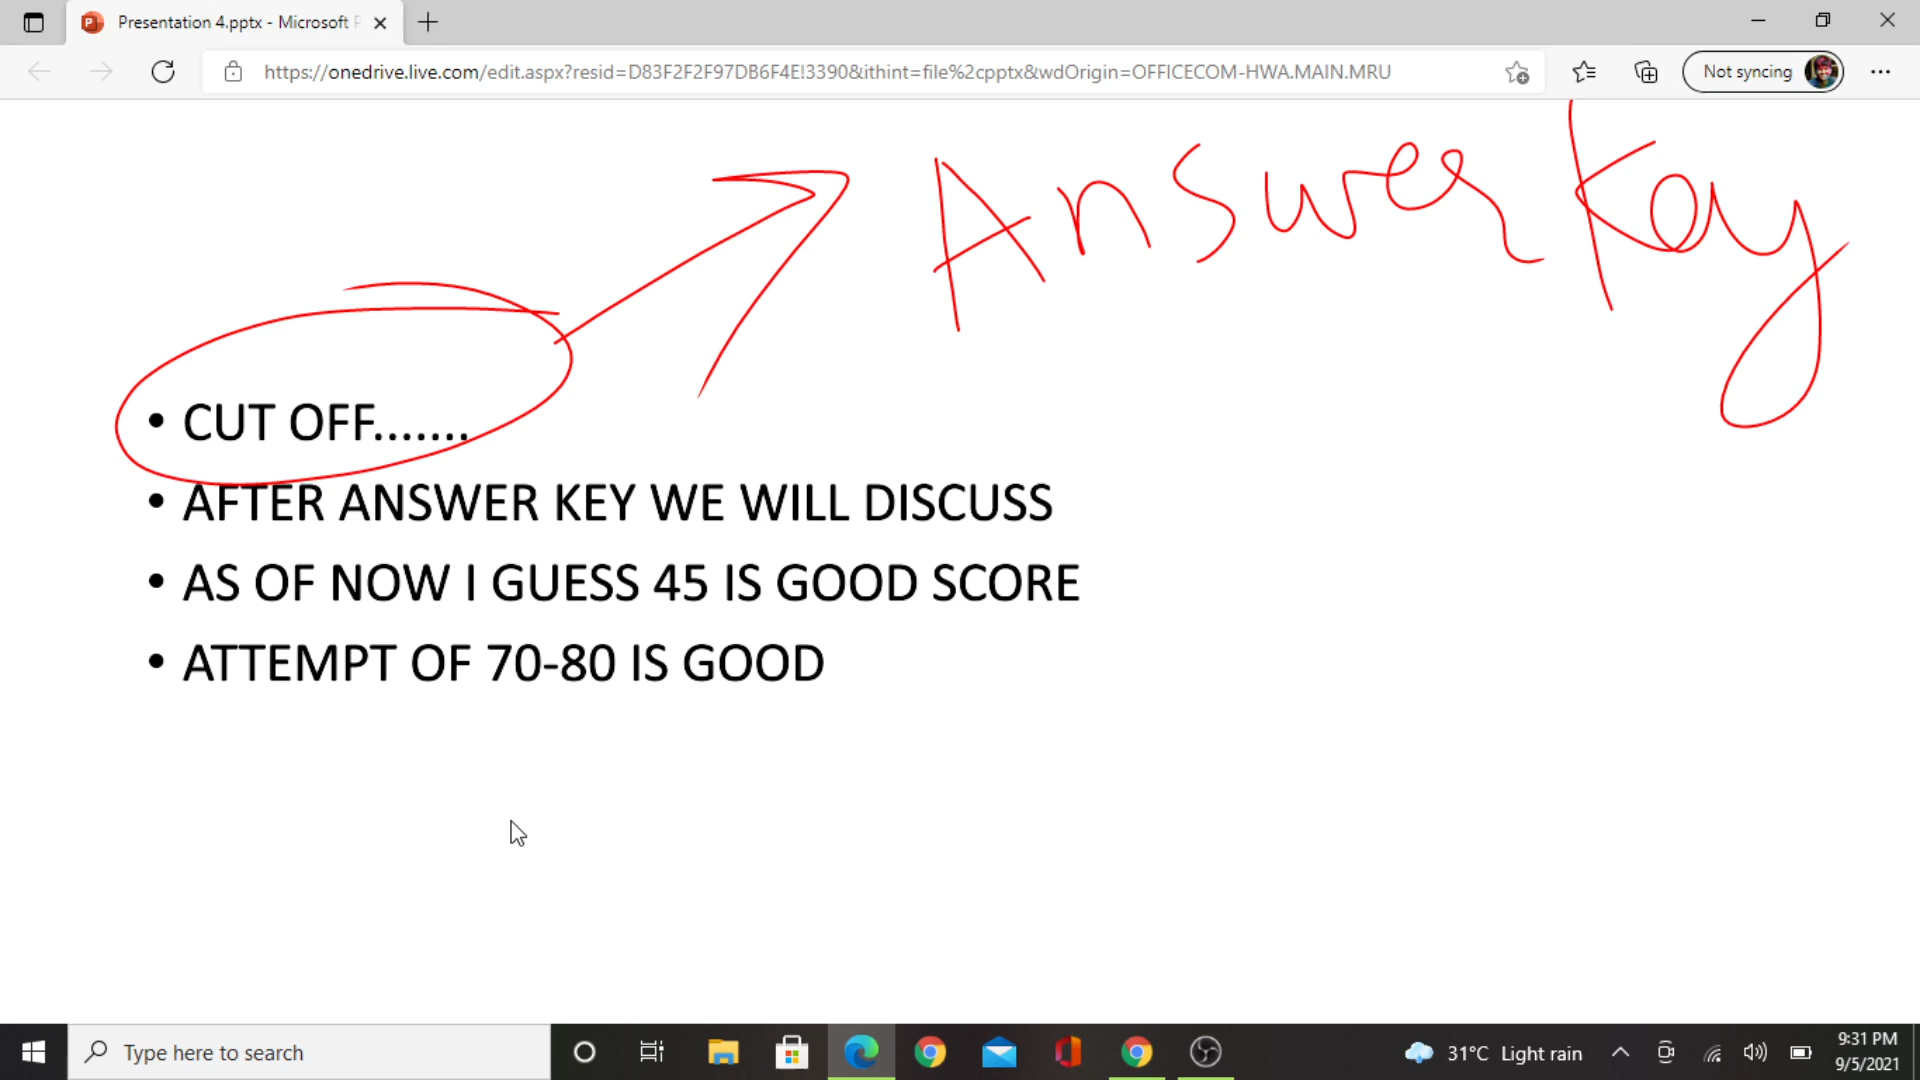 Presentation 4.pptx - Microsoft P
https://onedrive.live.com/edit.aspx?resid=D83F2F2F97DB6F4E!3390&ithint=file%2cpptx&wdOrigin=OFFICECOM-HWA.MAIN.MRU
Not syncing
Answer Key
• CUT OFF.......
• AFTER ANSWER KEY WE WILL DISCUSS
• AS OF NOW I GUESS 45 IS GOOD SCORE
• ATTEMPT OF 70-80 IS GOOD
Type here to search
31°C Light rain
9:31 PM
9/5/2021